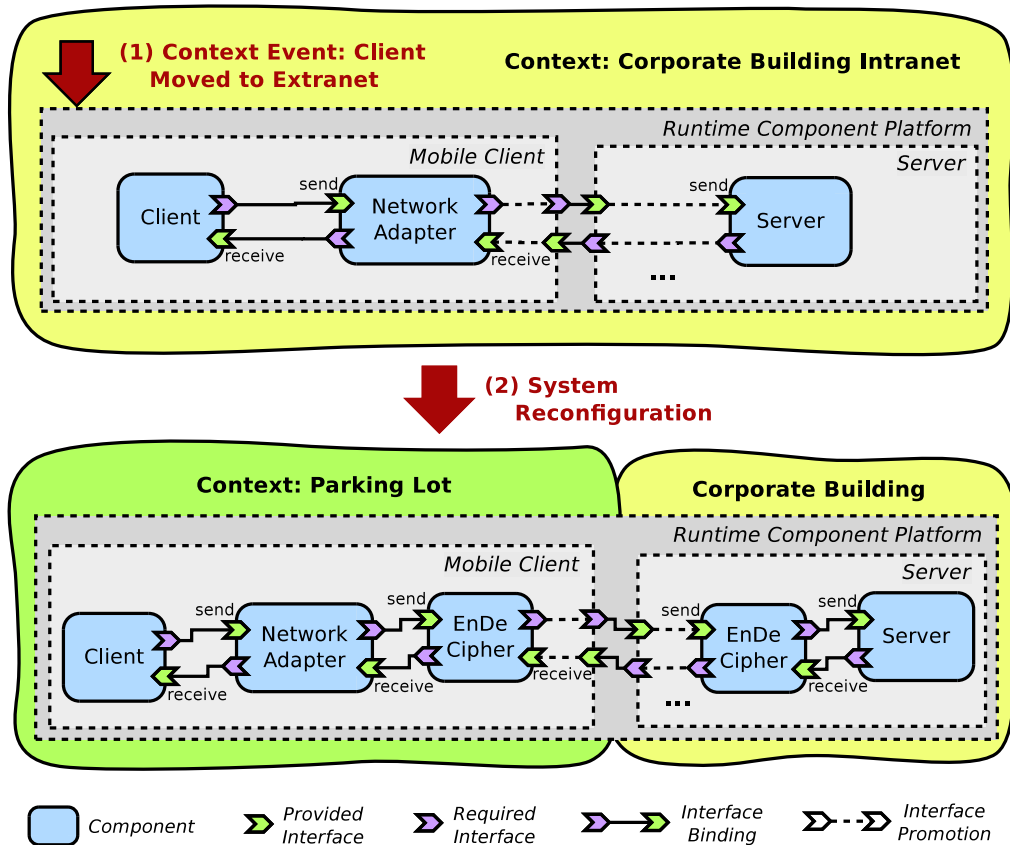 (1) Context Event: Client
Moved to Extranet
Context: Corporate Building Intranet
Runtime Component Platform
Mobile Client
Server
Client
send
receive
Network
Adapter
receive
send
Server
...
(2) System
Reconfiguration
Context: Parking Lot
Corporate Building
Runtime Component Platform
Mobile Client
Server
Client
send
receive
Network
Adapter
send
receive
EnDe
Cipher
receive
send
EnDe
Cipher
send
receive
Server
...
Component
Provided
Interface
Required
Interface
Interface
Binding
Interface
Promotion